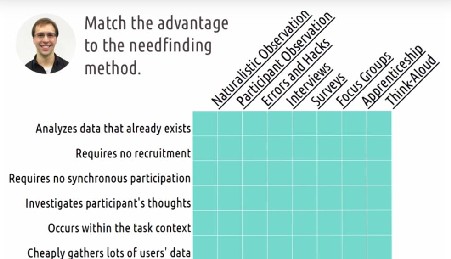 Match the advantage
to the needfinding
method.
Naturalistic Observation
Participant Observation
Errors and Hacks
Interviews
Surveys
Focus Groups
Apprenticeship
Think-Aloud
Analyzes data that already exists
Requires no recruitment
Requires no synchronous participation
Investigates participant's thoughts
Occurs within the task context
Cheaply gathers lots of users' data